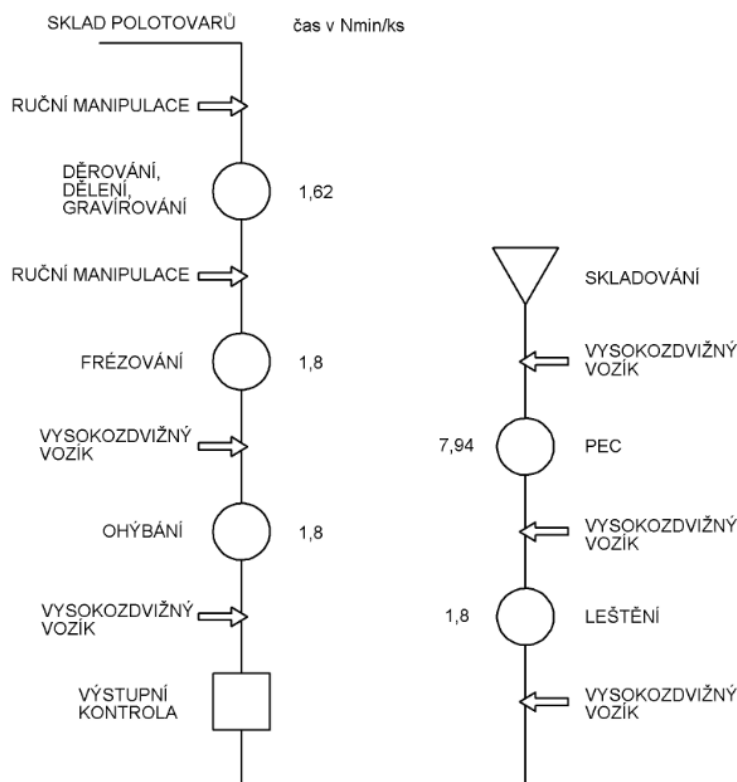 SKLAD POLOTOVARŮ
čas v Nmin/ks
RUČNÍ MANIPULACE
DĚROVÁNÍ,
DĚLENÍ,
GRAVÍROVÁNÍ
1,62
RUČNÍ MANIPULACE
FRÉZOVÁNÍ
1,8
VYSOKOZDVIŽNÝ
VOZÍK
OHÝBÁNÍ
1,8
VYSOKOZDVIŽNÝ
VOZÍK
VÝSTUPNÍ
KONTROLA
SKLADOVÁNÍ
VYSOKOZDVIŽNÝ
VOZÍK
7,94
PEC
VYSOKOZDVIŽNÝ
VOZÍK
1,8
LEŠTĚNÍ
VYSOKOZDVIŽNÝ
VOZÍK